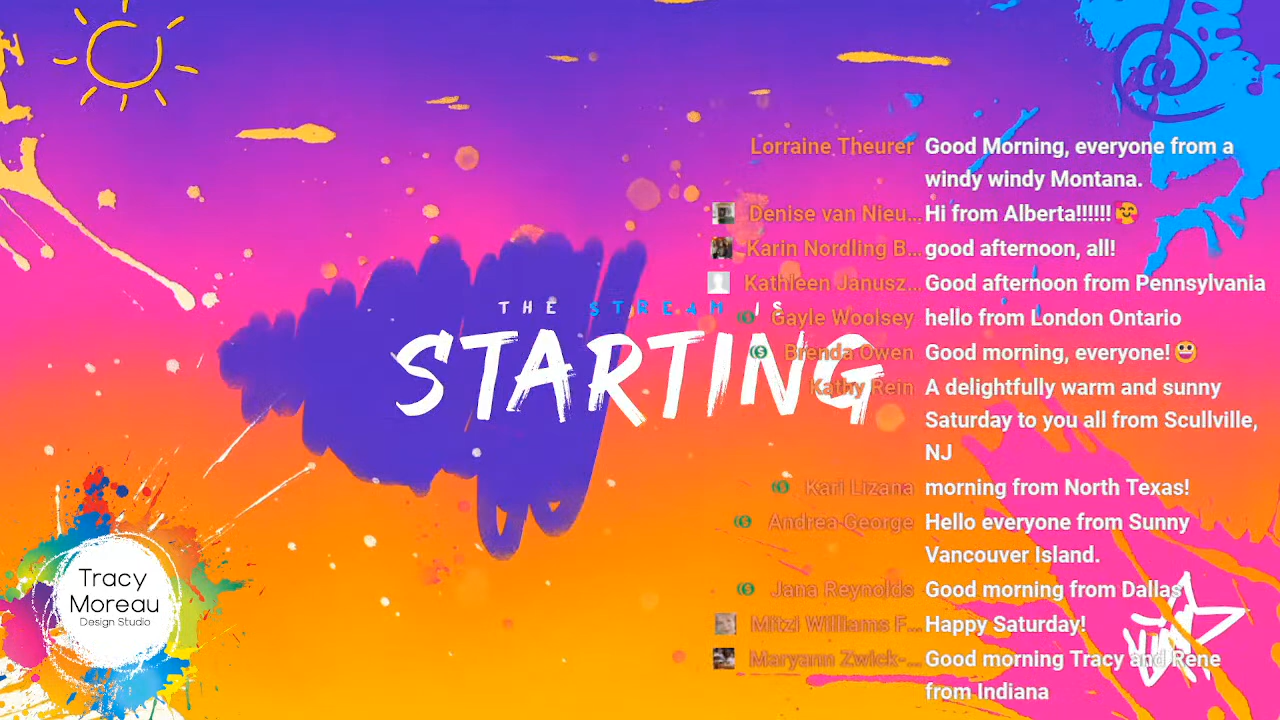 Lorraine Theurer Good Morning, everyone from a
windy windy Montana.
Denise van Nieu... Hi from Alberta!!!!!! 🥰
Karin Nordling B... good afternoon, all!
Kathleen Janusz... Good afternoon from Pennsylvania
THE STREAM IS
STARTING
Gayle Woolsey hello from London Ontario
Brenda Owen Good morning, everyone! 😀
Kathy Rein A delightfully warm and sunny
Saturday to you all from Scullville,
NJ
Kari Lizana morning from North Texas!
Andrea George Hello everyone from Sunny
Vancouver Island.
Jana Reynolds Good morning from Dallas
Mitzi Williams F... Happy Saturday!
Maryann Zwick-... Good morning Tracy and Rene
from Indiana
Tracy
Moreau
Design Studio